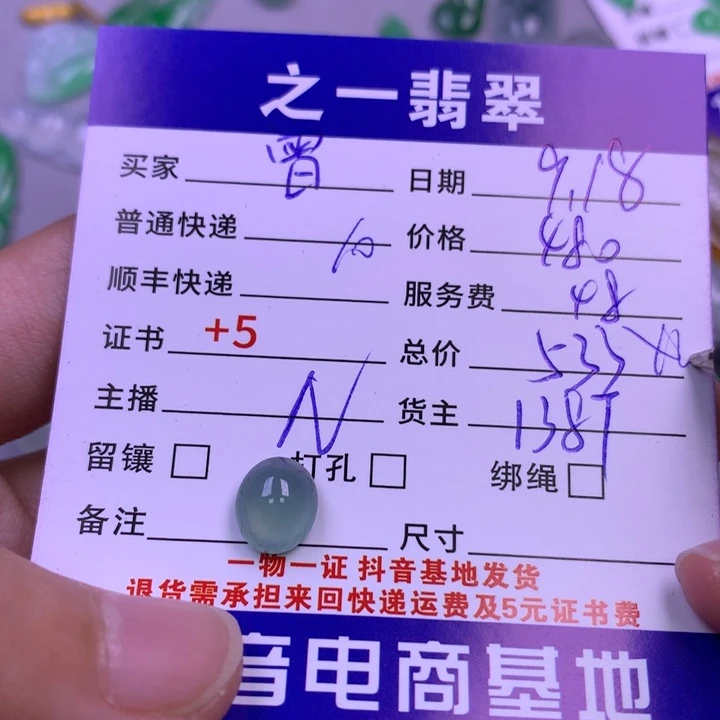 之一翡翠
买家 曾 日期 9.18
普通快递 10 价格 480
顺丰快递 服务费 48
证书 +5 总价 533
主播 N 货主 138T
留镶 打孔 绑绳
备注 尺寸
一物一证 抖音基地发货
退货需承担来回快递运费及5元证书费
音电商基地